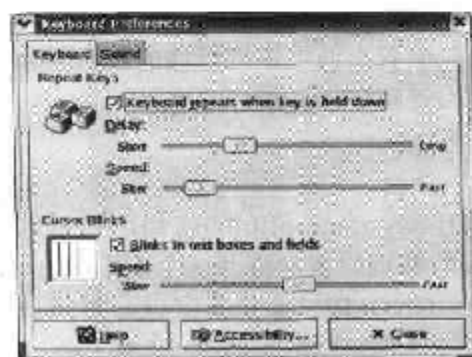 Keyboard Preferences
Keyboard Sound
Repeat Keys
Keyboard repeats when key is held down
Delay:
Short Long
Speed:
Slow Fast
Cursor Blinks
Blinks in text boxes and fields
Speed:
Slow Fast
Help Accessibility... Close